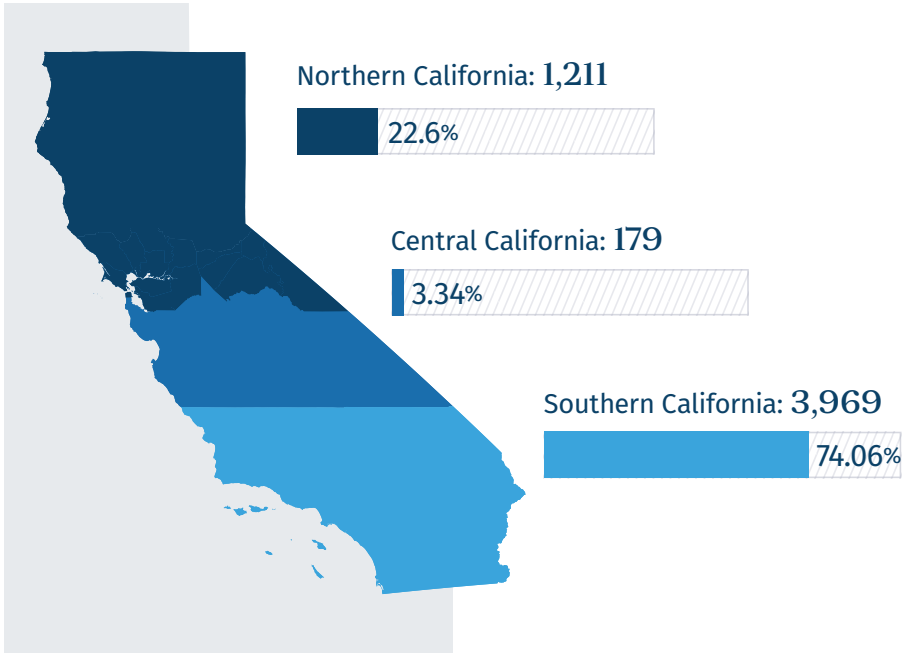 Northern California: 1,211
22.6%
Central California: 179
3.34%
Southern California: 3,969
74.06%